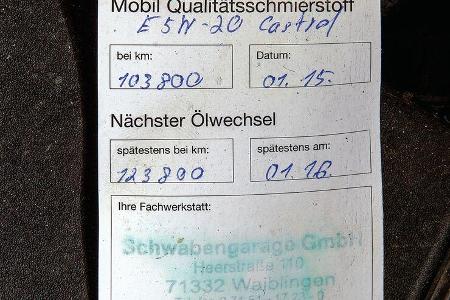 Mobil Qualitätsschmierstoff
E 5W-20 Castrol
bei km: Datum:
103800 01.15.
Nächster Ölwechsel
spätestens bei km: spätestens am:
123800 01.16.
Ihre Fachwerkstatt:
Schwabengarage GmbH
Heerstraße 110
71332 Waiblingen